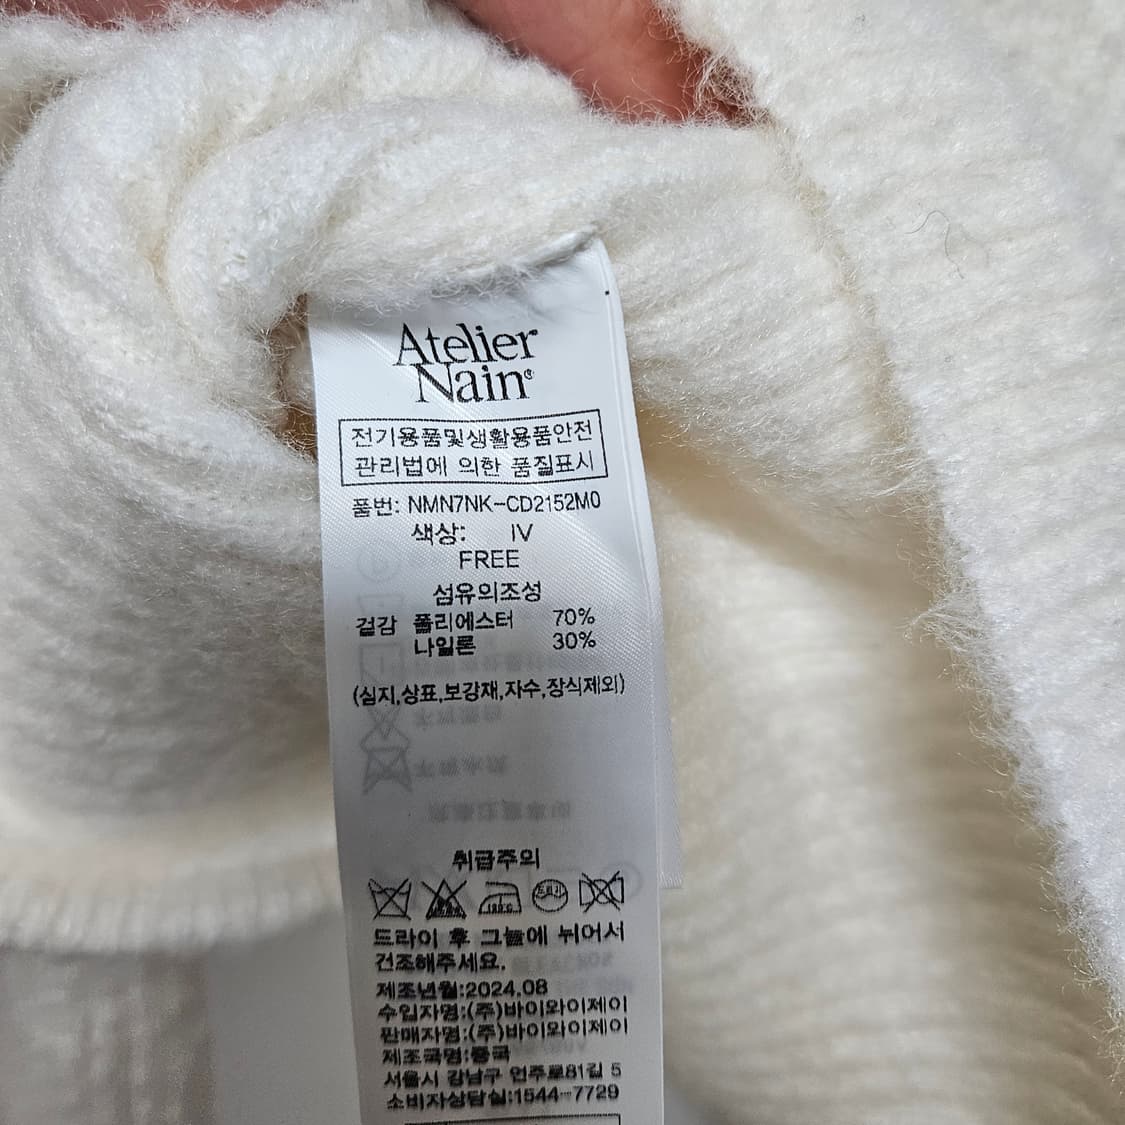 Atelier
Nain®
전기용품및생활용품안전
관리법에 의한 품질표시
품번: NMN7NK-CD2152M0
색상: IV
FREE
섬유의조성
겉감 폴리에스터 70%
나일론 30%
(심지,상표,보강재,자수,장식제외)
취급주의
드라이
드라이 후 그늘에 뉘어서
건조해주세요.
제조년월:2024.08
수입자명:(주)바이와이제이
판매자명:(주)바이와이제이
제조국명:중국
서울시 강남구 언주로81길 5
소비자상담실:1544-7729